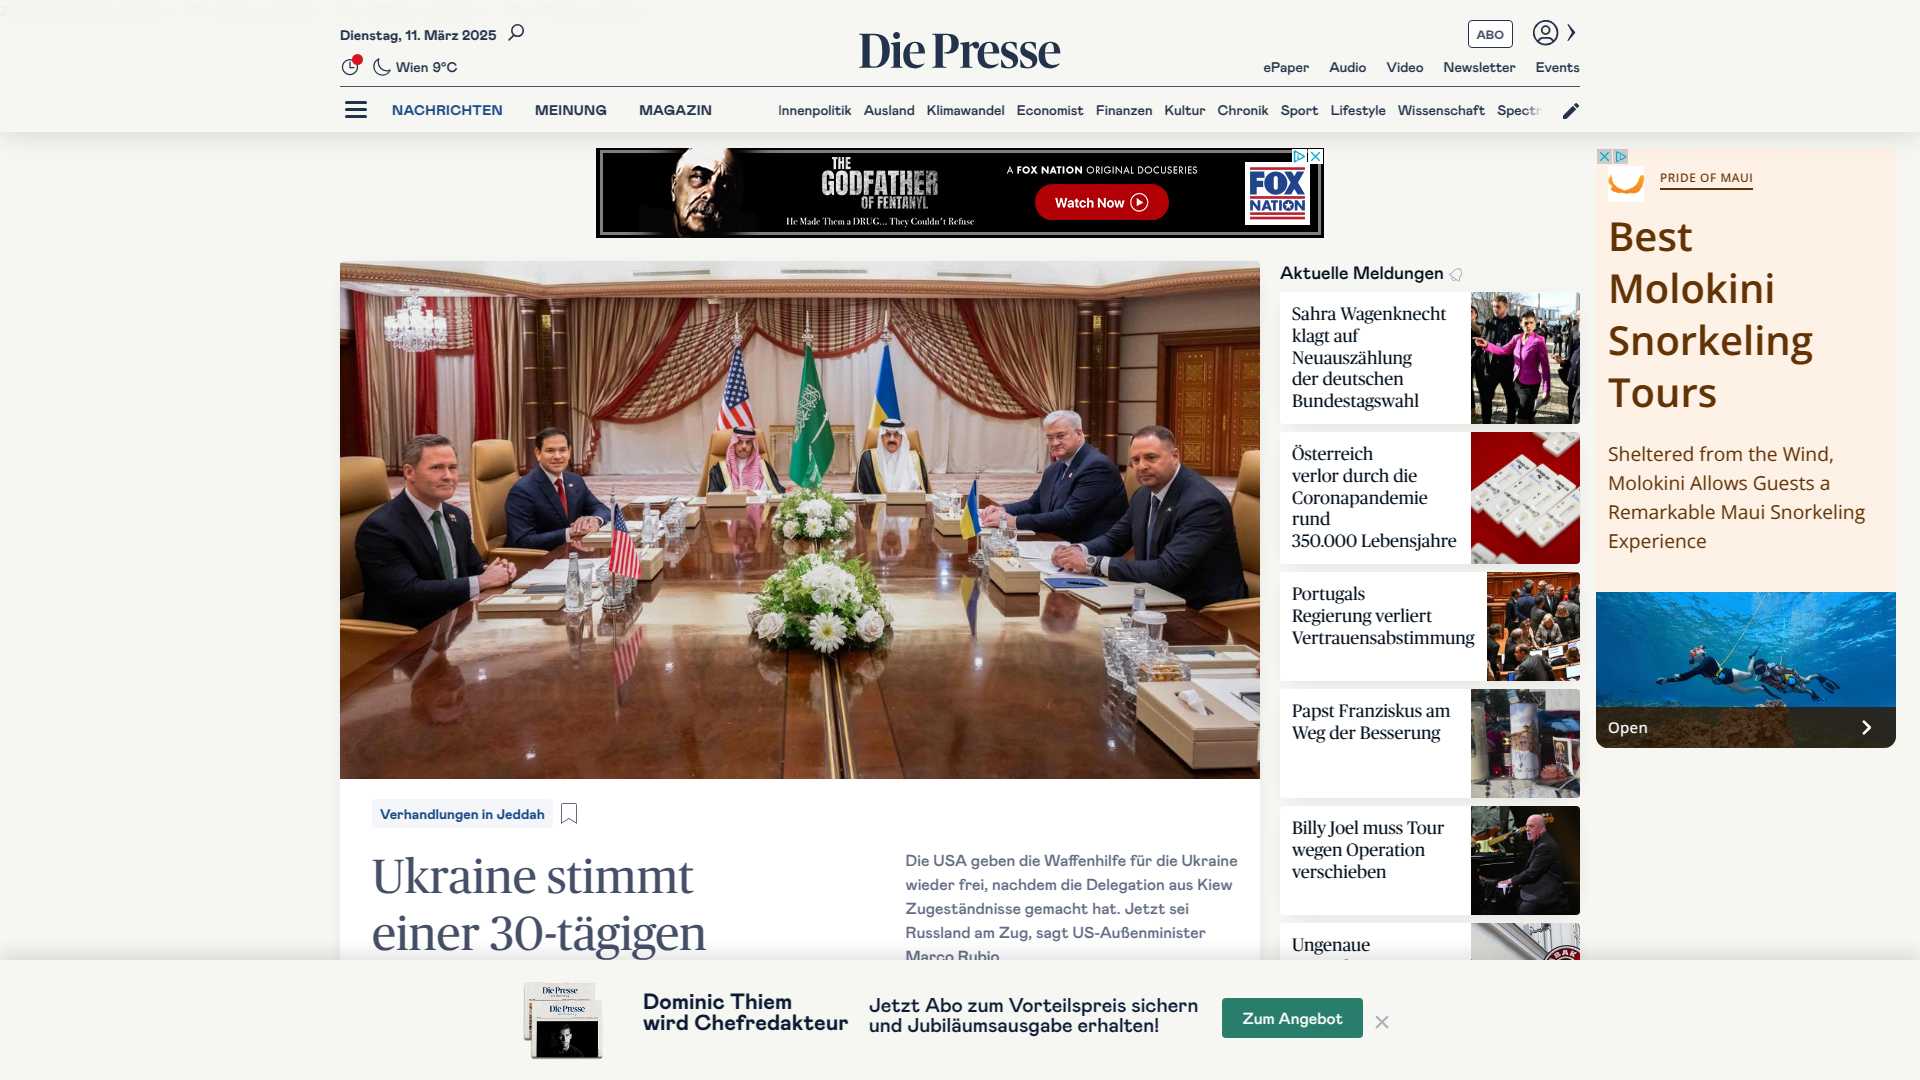 Dienstag, 11. März 2025
Die Presse
ABO
Wien 9°C
ePaper Audio Video Newsletter Events
NACHRICHTEN MEINUNG MAGAZIN Innenpolitik Ausland Klimawandel Economist Finanzen Kultur Chronik Sport Lifestyle Wissenschaft Spectr
THE
GODFATHER
OF FENTANYL
He Made Them a DRUG... They Couldn't Refuse
A FOX NATION ORIGINAL DOCUSERIES
Watch Now
FOX
NATION
PRIDE OF MAUI
Best
Molokini
Snorkeling
Tours
Sheltered from the Wind,
Molokini Allows Guests a
Remarkable Maui Snorkeling
Experience
Open
Aktuelle Meldungen
Sahra Wagenknecht
klagt auf
Neuauszählung
der deutschen
Bundestagswahl
Österreich
verlor durch die
Coronapandemie
rund
350.000 Lebensjahre
Portugals
Regierung verliert
Vertrauensabstimmung
Papst Franziskus am
Weg der Besserung
Billy Joel muss Tour
wegen Operation
verschieben
Ungenaue
Verhandlungen in Jeddah
Ukraine stimmt
einer 30-tägigen
Die USA geben die Waffenhilfe für die Ukraine
wieder frei, nachdem die Delegation aus Kiew
Zugeständnisse gemacht hat. Jetzt sei
Russland am Zug, sagt US-Außenminister
Marco Rubio
Die Presse
Die Presse
Dominic Thiem
wird Chefredakteur
Jetzt Abo zum Vorteilspreis sichern
und Jubiläumsausgabe erhalten!
Zum Angebot